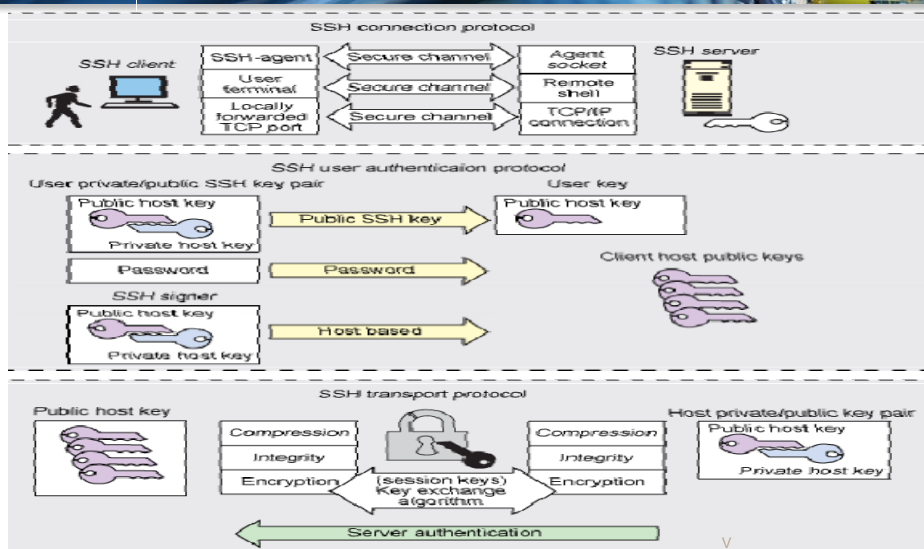 SSH connection protocol
SSH client
SSH-agent
Secure channel
Agent
socket
SSH server
User
terminal
Secure channel
Remote
shell
Locally
forwarded
TCP port
Secure channel
TCP/IP
connection
SSH user authenticaiion protocol
User private/public SSH key pair
User key
Public host key
Private host key
Public SSH key
Public host key
Password
Password
Client host public keys
SSH signer
Public host key
Private host key
Host based
SSH transport protocol
Public host key
Compression
Integrity
Encryption
(session keys)
Key exchange
algorithm
Compression
Integrity
Encryption
Host private/public key pair
Public host key
Private host key
Server authentication
V